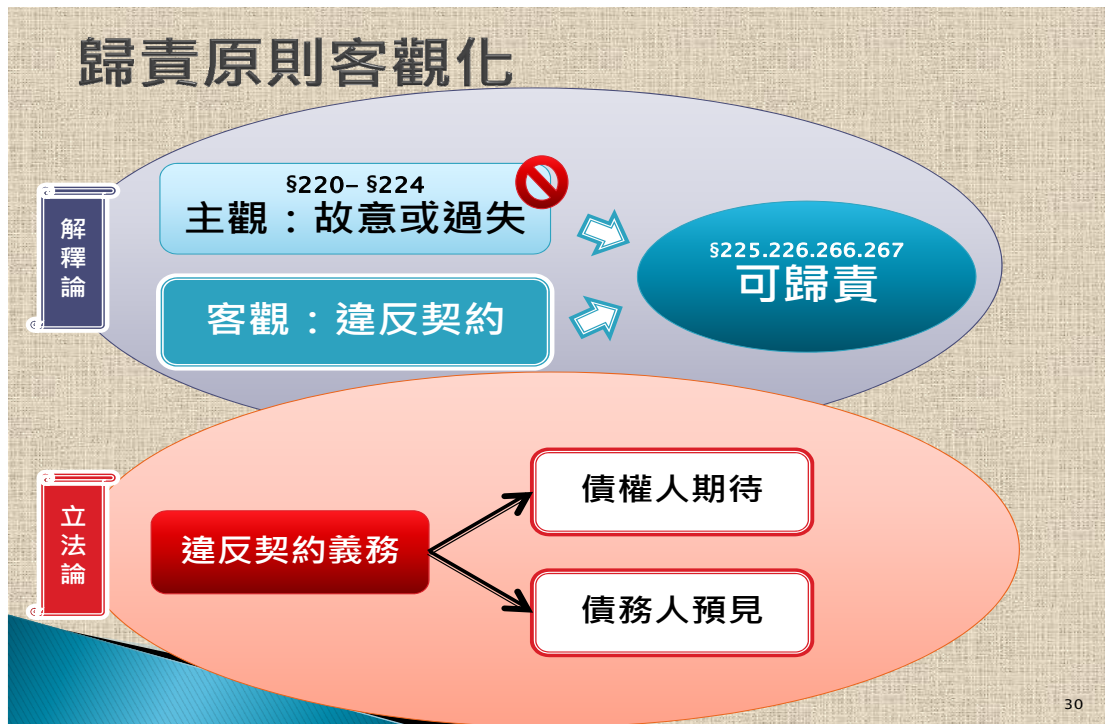 歸責原則客觀化
解釋論
§220– §224
主觀：故意或過失
客觀：違反契約
§225.226.266.267
可歸責
立法論
違反契約義務
債權人期待
債務人預見
30